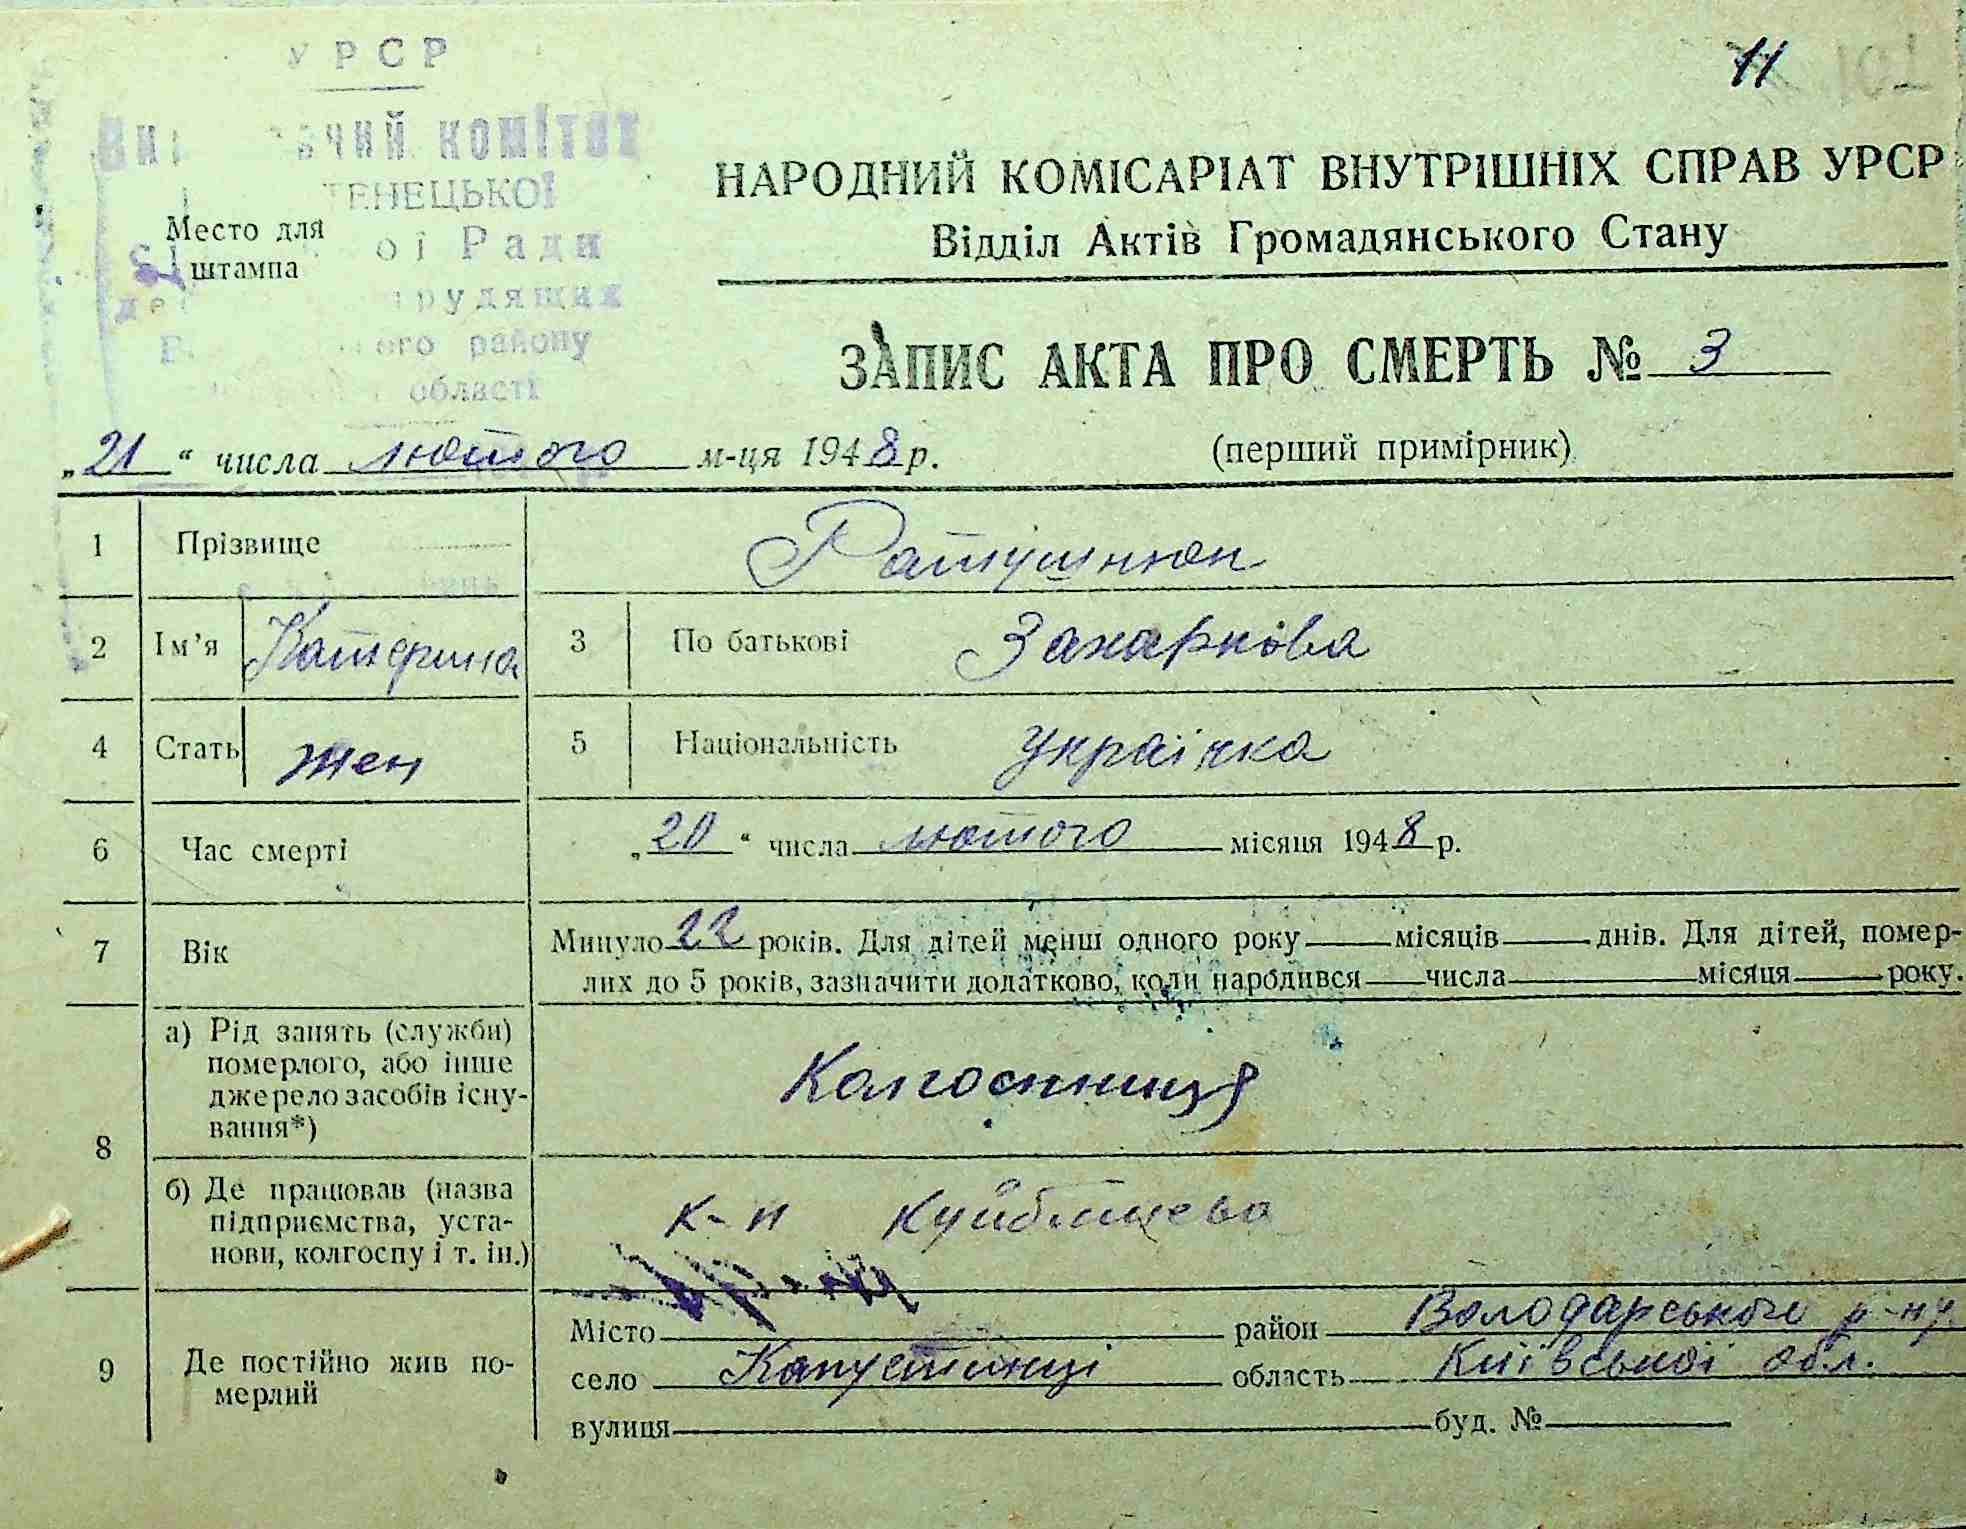 УРСР
11
комітет
ТЕНЕЦЬКОЇ
НАРОДНИЙ КОМІСАРІАТ ВНУТРІШНІХ СПРАВ УРСР
Место для
штампа
ої Ради
Відділ Актів Громадянського Стану
трудящих
ого району
області
ЗАПИС АКТА ПРО СМЕРТЬ № 3
„21“ числа лютого м-ця 1948 р.
(перший примірник)
1 Прізвище Ратушнюк
2 Ім’я Катерина 3 По батькові Захаркова
4 Стать жен 5 Національність українка
6 Час смерті „20“ числа лютого місяця 1948 р.
7 Вік Минуло 22 років. Для дітей менш одного року місяців днів. Для дітей, помер-
лих до 5 років, зазначити додатково, коли народився числа місяця року.
8 а) Рід занять (служби)
померлого, або інше
джерело засобів існу-
вання*)
Колгоспниця
б) Де працював (назва
підприємства, уста-
нови, колгоспу і т. ін.)
к-п Куйбишева
9 Де постійно жив по-
мерлий
Місто район Володарського р-ну.
село Капустинці область Київської обл.
вулиця буд. №